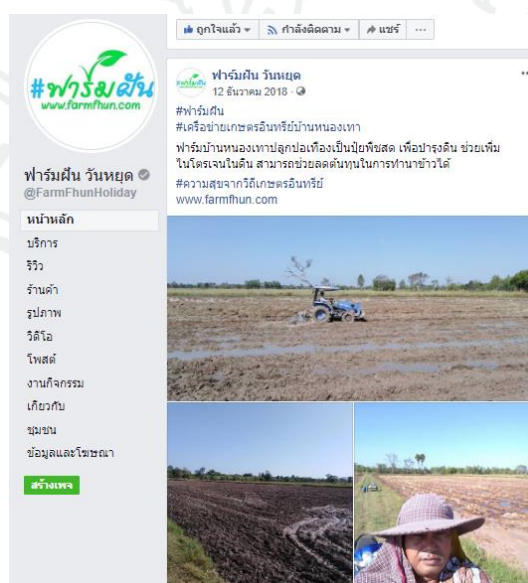 ถูกใจแล้ว กำลังติดตาม แชร์ ...
#ฟาร์มฝัน
www.farmfhun.com
ฟาร์มฝัน วันหยุด
@FarmFhunHoliday
หน้าหลัก
บริการ
รีวิว
ร้านค้า
รูปภาพ
วิดีโอ
โพสต์
งานกิจกรรม
เกี่ยวกับ
ชุมชน
ข้อมูลและโฆษณา
สร้างเพจ
#ฟาร์มฝัน
ฟาร์มฝัน วันหยุด
12 ธันวาคม 2018 ·
#ฟาร์มฝัน
#เครือข่ายเกษตรอินทรีย์บ้านหนองเทา
ฟาร์มบ้านหนองเทาปลูกปอเทืองเป็นปุ๋ยพืชสด เพื่อบำรุงดิน ช่วยเพิ่ม
ไนโตรเจนในดิน สามารถช่วยลดต้นทุนในการทำนาข้าวได้
#ความสุขจากวิถีเกษตรอินทรีย์
www.farmfhun.com